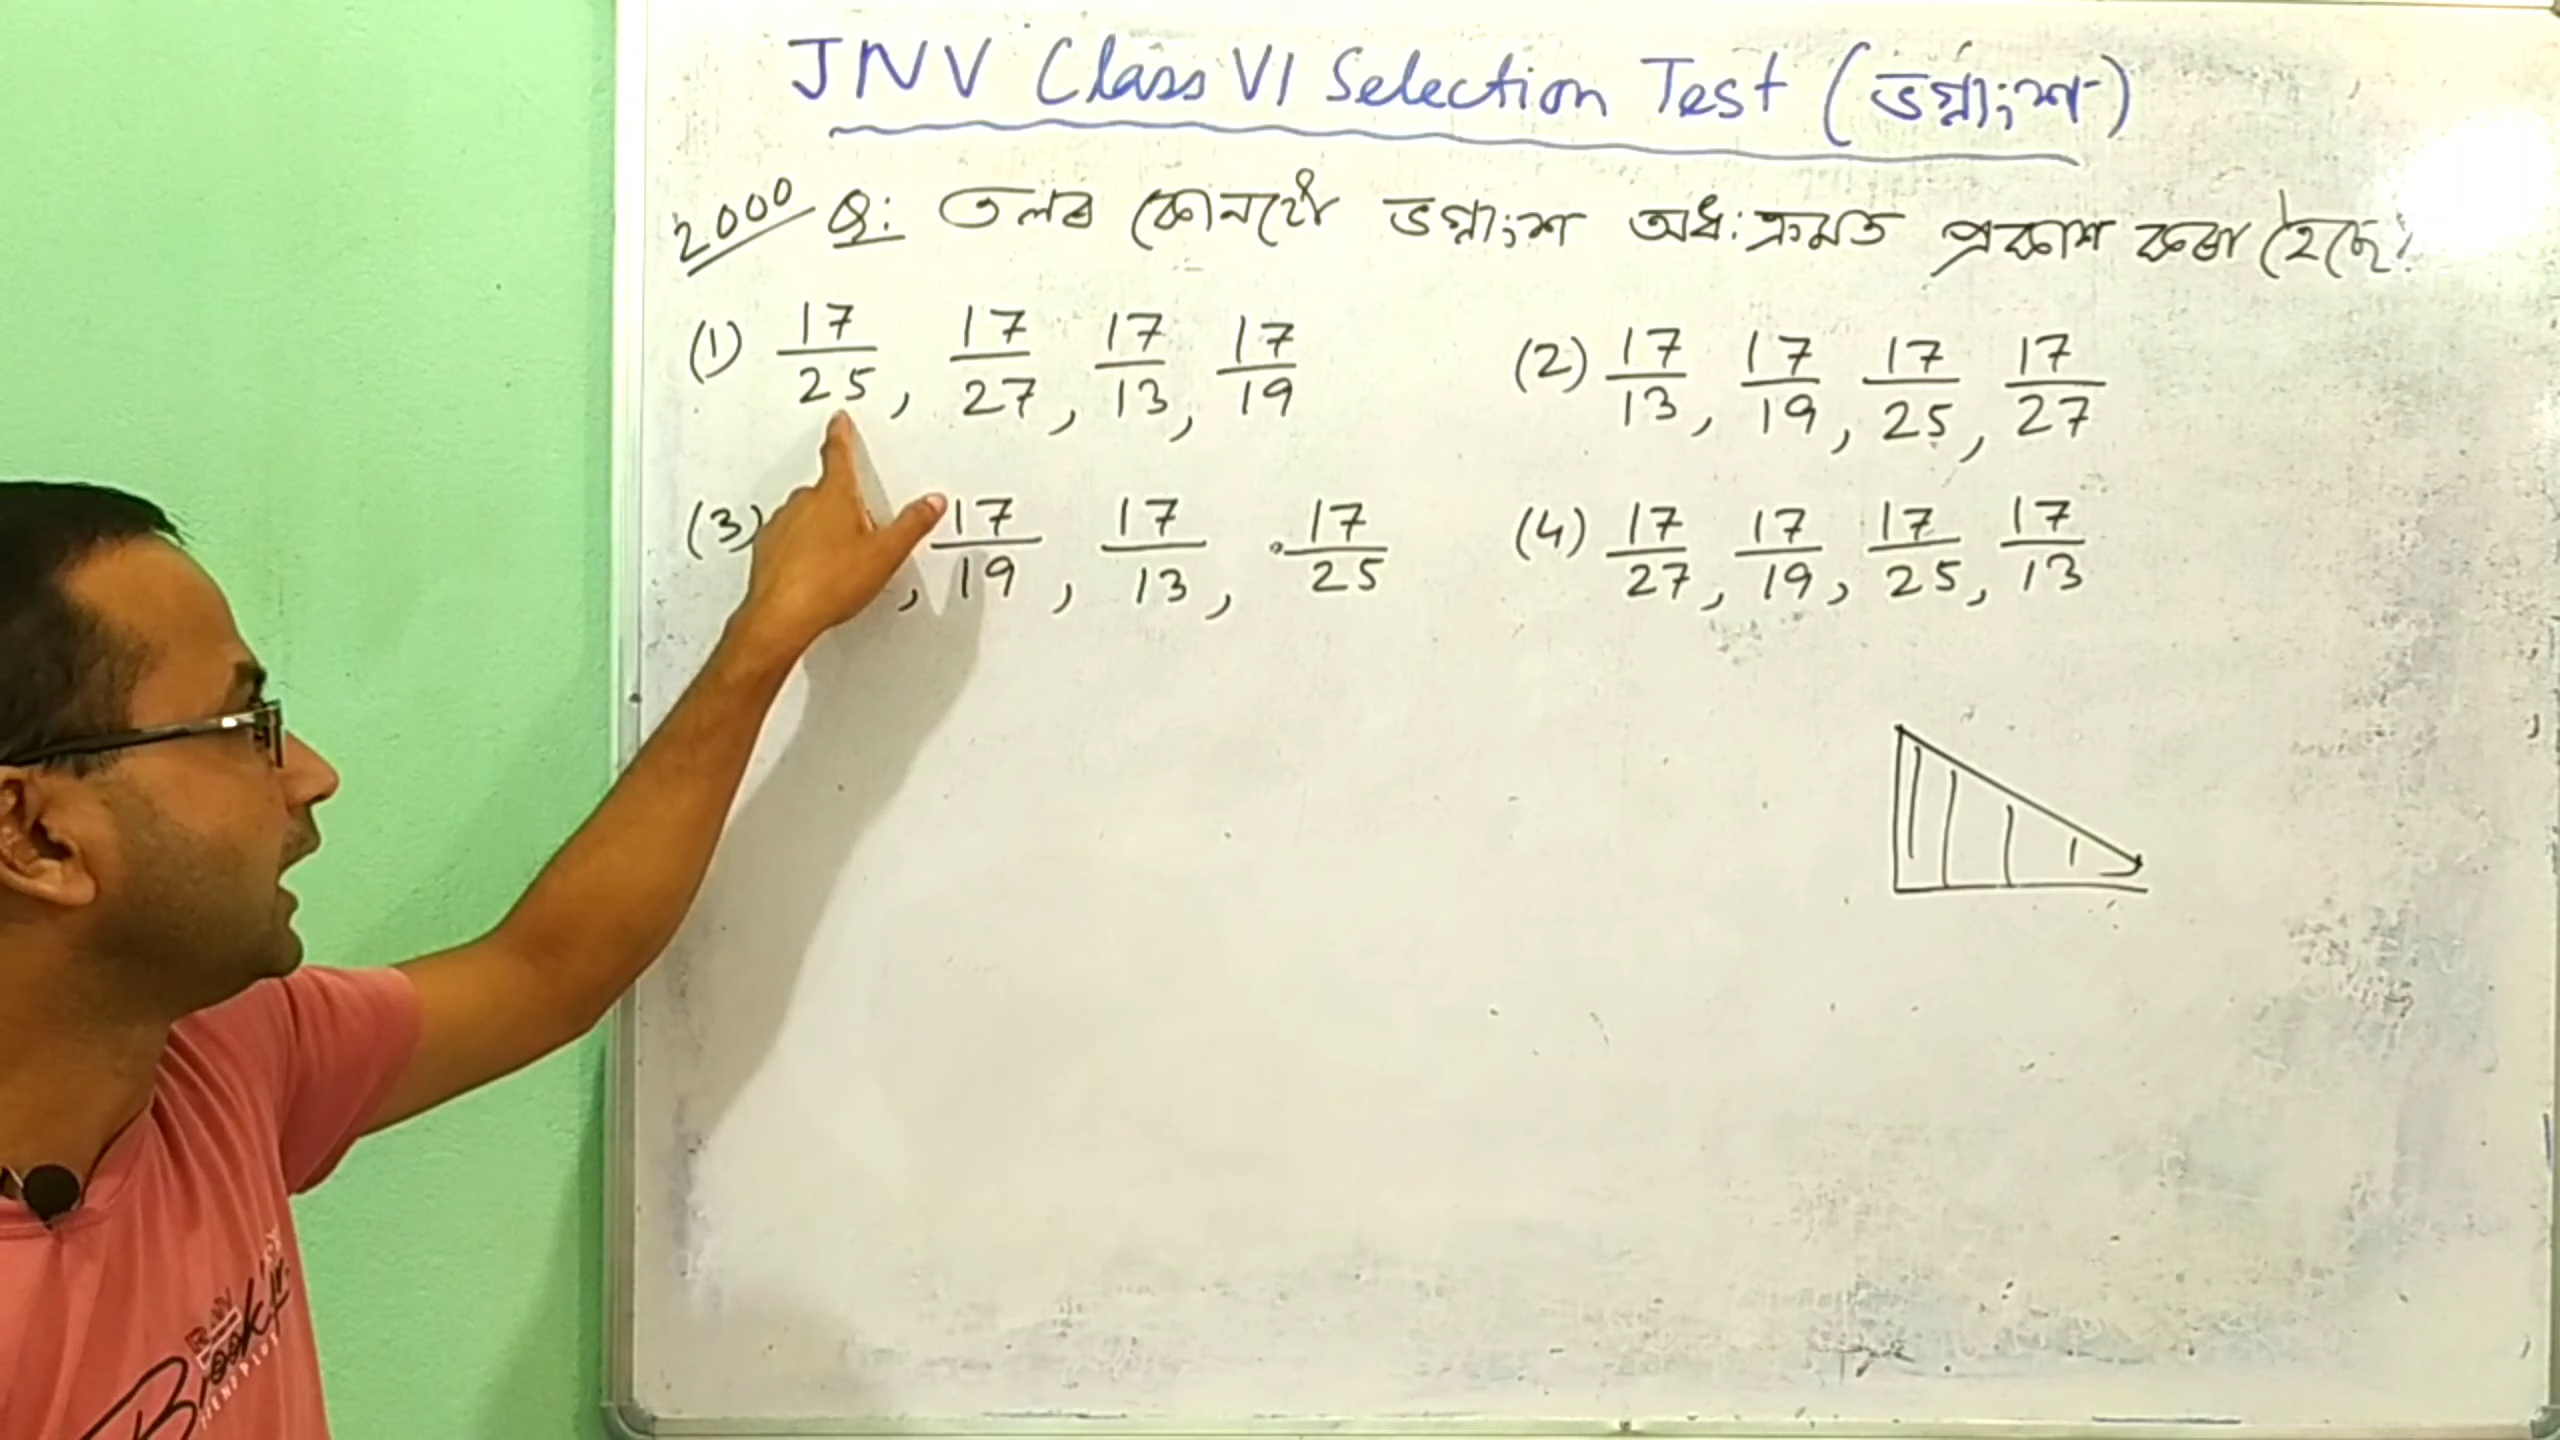 JNV Class VI Selection Test (ভগ্নাংশ)
2000 Q: তলৰ কোনটো ভগ্নাংশ অধঃক্ৰমত প্ৰকাশ কৰা হৈছে?
(1) 17/25, 17/27, 17/13, 17/19
(2) 17/13, 17/19, 17/25, 17/27
(3) , 17/19, 17/13, 17/25
(4) 17/27, 17/19, 17/25, 17/13